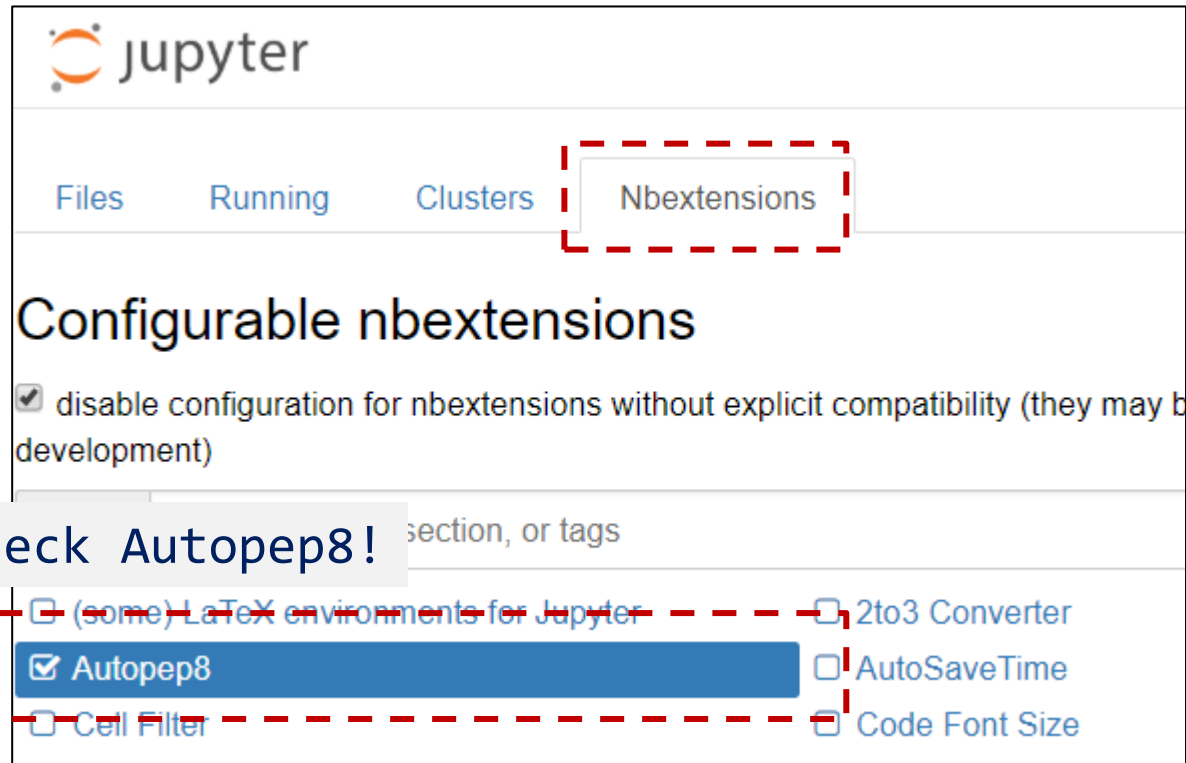 jupyter
Files Running Clusters Nbextensions
Configurable nbextensions
disable configuration for nbextensions without explicit compatibility (they may b
development)
section, or tags
eck Autopep8!
(some) LaTeX environments for Jupyter 2to3 Converter
Autopep8 AutoSaveTime
Cell Filter Code Font Size